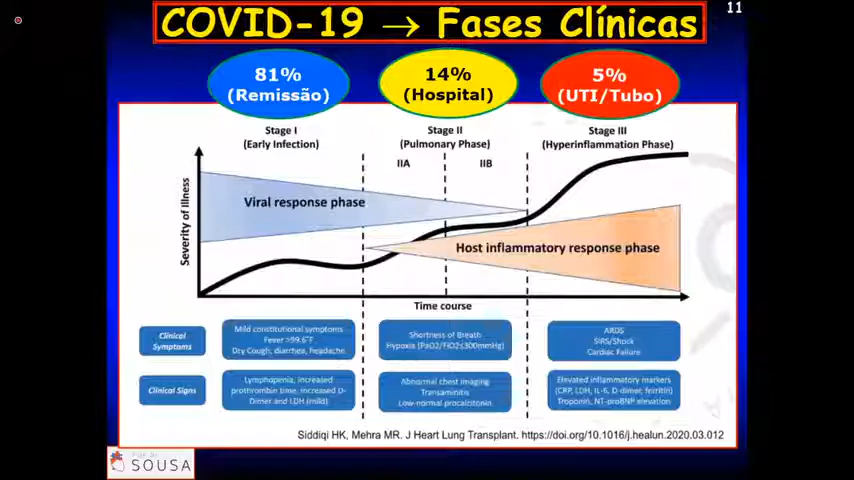 COVID-19 → Fases Clínicas
11
81%
(Remissão)
14%
(Hospital)
5%
(UTI/Tubo)
Stage I
(Early Infection)
Stage II
(Pulmonary Phase)
Stage III
(Hyperinflammation Phase)
IIA
IIB
Severity of Illness
Viral response phase
Host inflammatory response phase
Time course
Clinical
Symptoms
Mild constitutional symptoms
Fever >99.6°F
Dry Cough, diarrhea, headache
Shortness of Breath
Hypoxia (PaO2/FiO2≤300mmHg)
ARDS
SIRS/Shock
Cardiac Failure
Clinical Signs
Lymphopenia, increased
prothrombin time, increased D-
Dimer and LDH (mild)
Abnormal chest imaging
Transaminitis
Low-normal procalcitonin
Elevated inflammatory markers
(CRP, LDH, IL-6, D-dimer, ferritin)
Troponin, NT-proBNP elevation
Siddiqi HK, Mehra MR. J Heart Lung Transplant. https://doi.org/10.1016/j.healun.2020.03.012
SOUSA